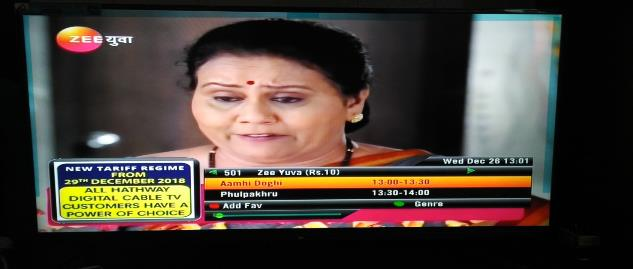 ZEE युवा
Wed Dec 26 13:01
501 Zee Yuva (Rs.10)
Aamhi Doghi 13:00-13:30
Phulpakhru 13:30-14:00
Add Fav Genre
NEW TARIFF REGIME
FROM
29TH DECEMBER 2018
ALL HATHWAY
DIGITAL CABLE TV
CUSTOMERS HAVE A
POWER OF CHOICE